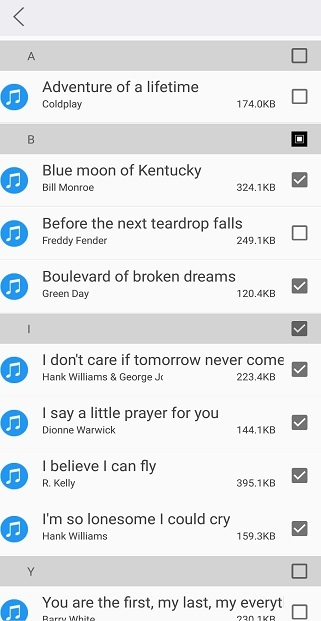 A
Adventure of a lifetime
Coldplay 174.0KB
B
Blue moon of Kentucky
Bill Monroe 324.1KB
Before the next teardrop falls
Freddy Fender 249.1KB
Boulevard of broken dreams
Green Day 120.4KB
I
I don't care if tomorrow never come
Hank Williams & George Jo 223.4KB
I say a little prayer for you
Dionne Warwick 144.1KB
I believe I can fly
R. Kelly 395.1KB
I'm so lonesome I could cry
Hank Williams 159.3KB
Y
You are the first, my last, my everyt
Barry White 230.1KB